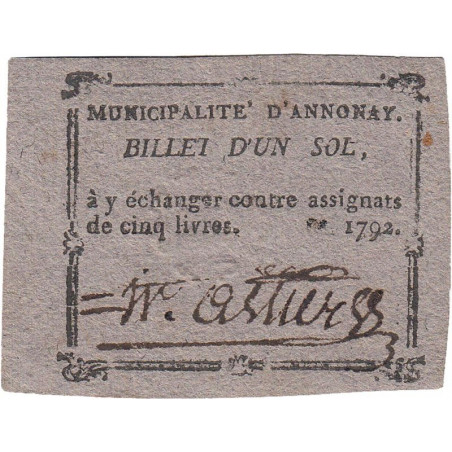 MUNICIPALITE' D'ANNONAY.
BILLET D'UN SOL,
à y échanger contre assignats
de cinq livres. 1792.